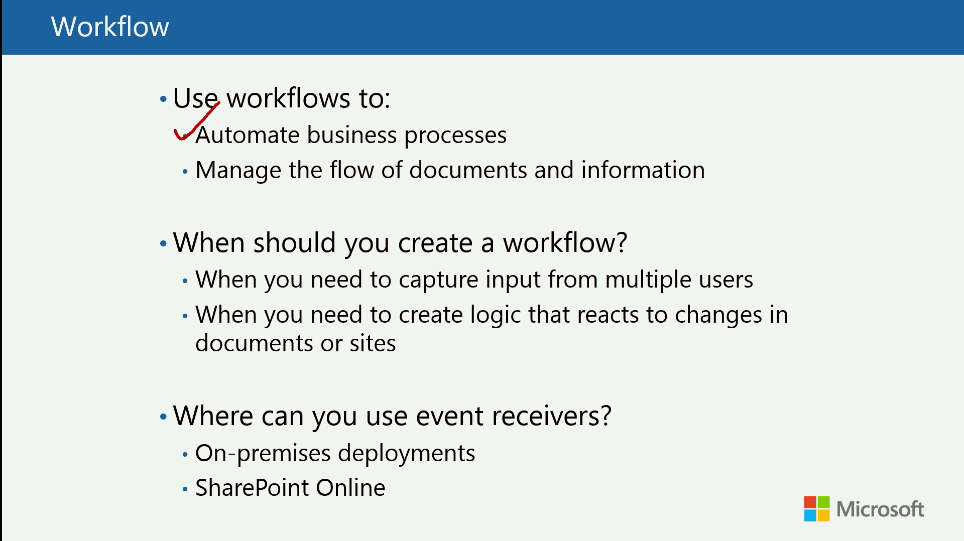 Workflow
• Use workflows to:
• Automate business processes
• Manage the flow of documents and information
• When should you create a workflow?
• When you need to capture input from multiple users
• When you need to create logic that reacts to changes in
documents or sites
• Where can you use event receivers?
• On-premises deployments
• SharePoint Online
Microsoft